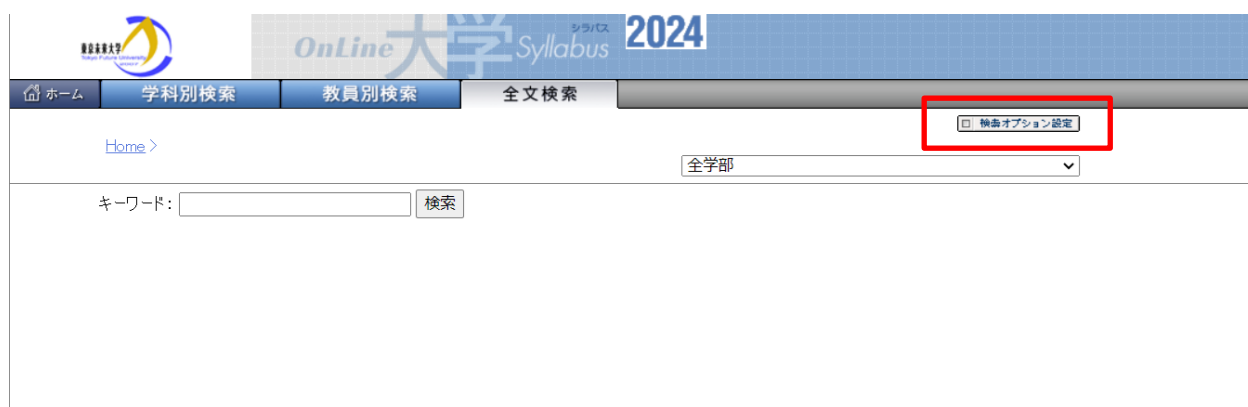 東京未来大学
Tokyo Future University
OnLine 大学 シラバス Syllabus 2024
ホーム 学科別検索 教員別検索 全文検索
検索オプション設定
Home >
全学部
キーワード: 検索